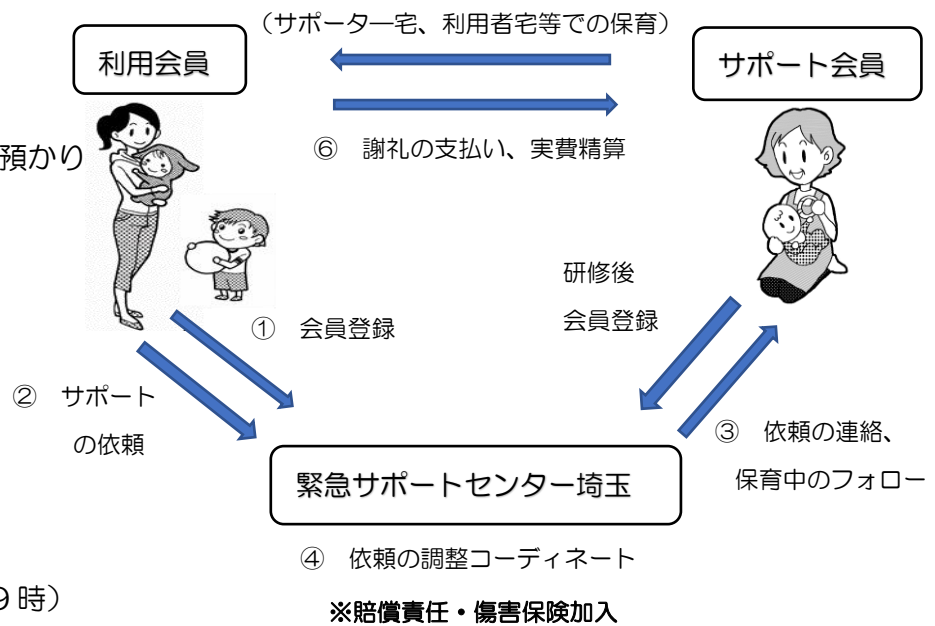 （サポーター宅、利用者宅等での保育）
利用会員
サポート会員
預かり
⑥ 謝礼の支払い、実費精算
研修後
会員登録
① 会員登録
② サポート
の依頼
③ 依頼の連絡、
保育中のフォロー
緊急サポートセンター埼玉
④ 依頼の調整コーディネート
9時）
※賠償責任・傷害保険加入